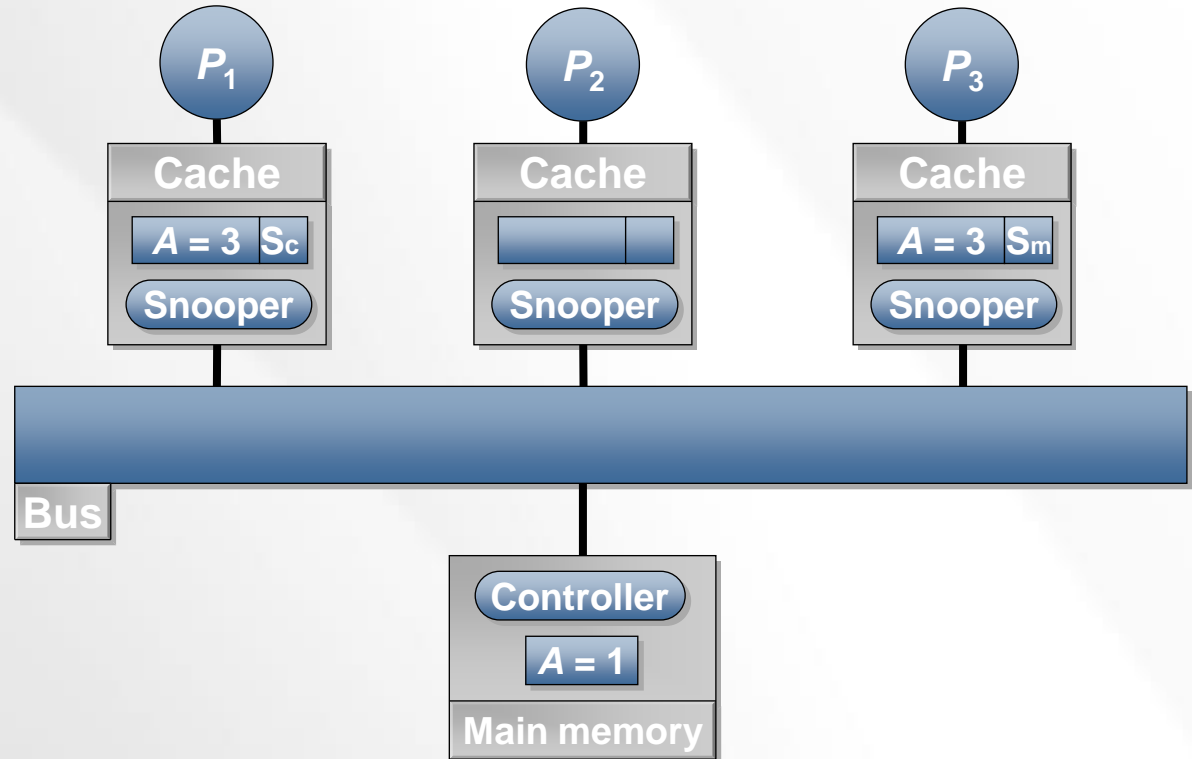 P1 P2 P3
Cache Cache Cache
A = 3 Sc A = 3 Sm
Snooper Snooper Snooper
Bus
Controller
A = 1
Main memory